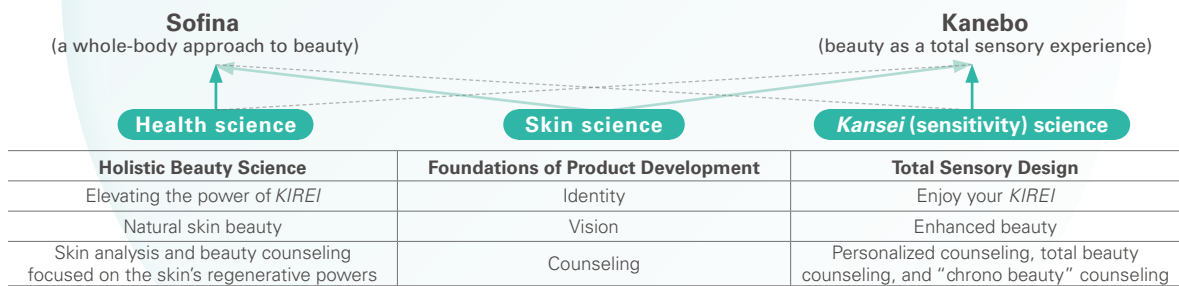 Sofina
(a whole-body approach to beauty)
Kanebo
(beauty as a total sensory experience)
Health science
Skin science
Kansei (sensitivity) science
Holistic Beauty Science
Foundations of Product Development
Total Sensory Design
Elevating the power of KIREI
Identity
Enjoy your KIREI
Natural skin beauty
Vision
Enhanced beauty
Skin analysis and beauty counseling
focused on the skin’s regenerative powers
Counseling
Personalized counseling, total beauty
counseling, and “chrono beauty” counseling